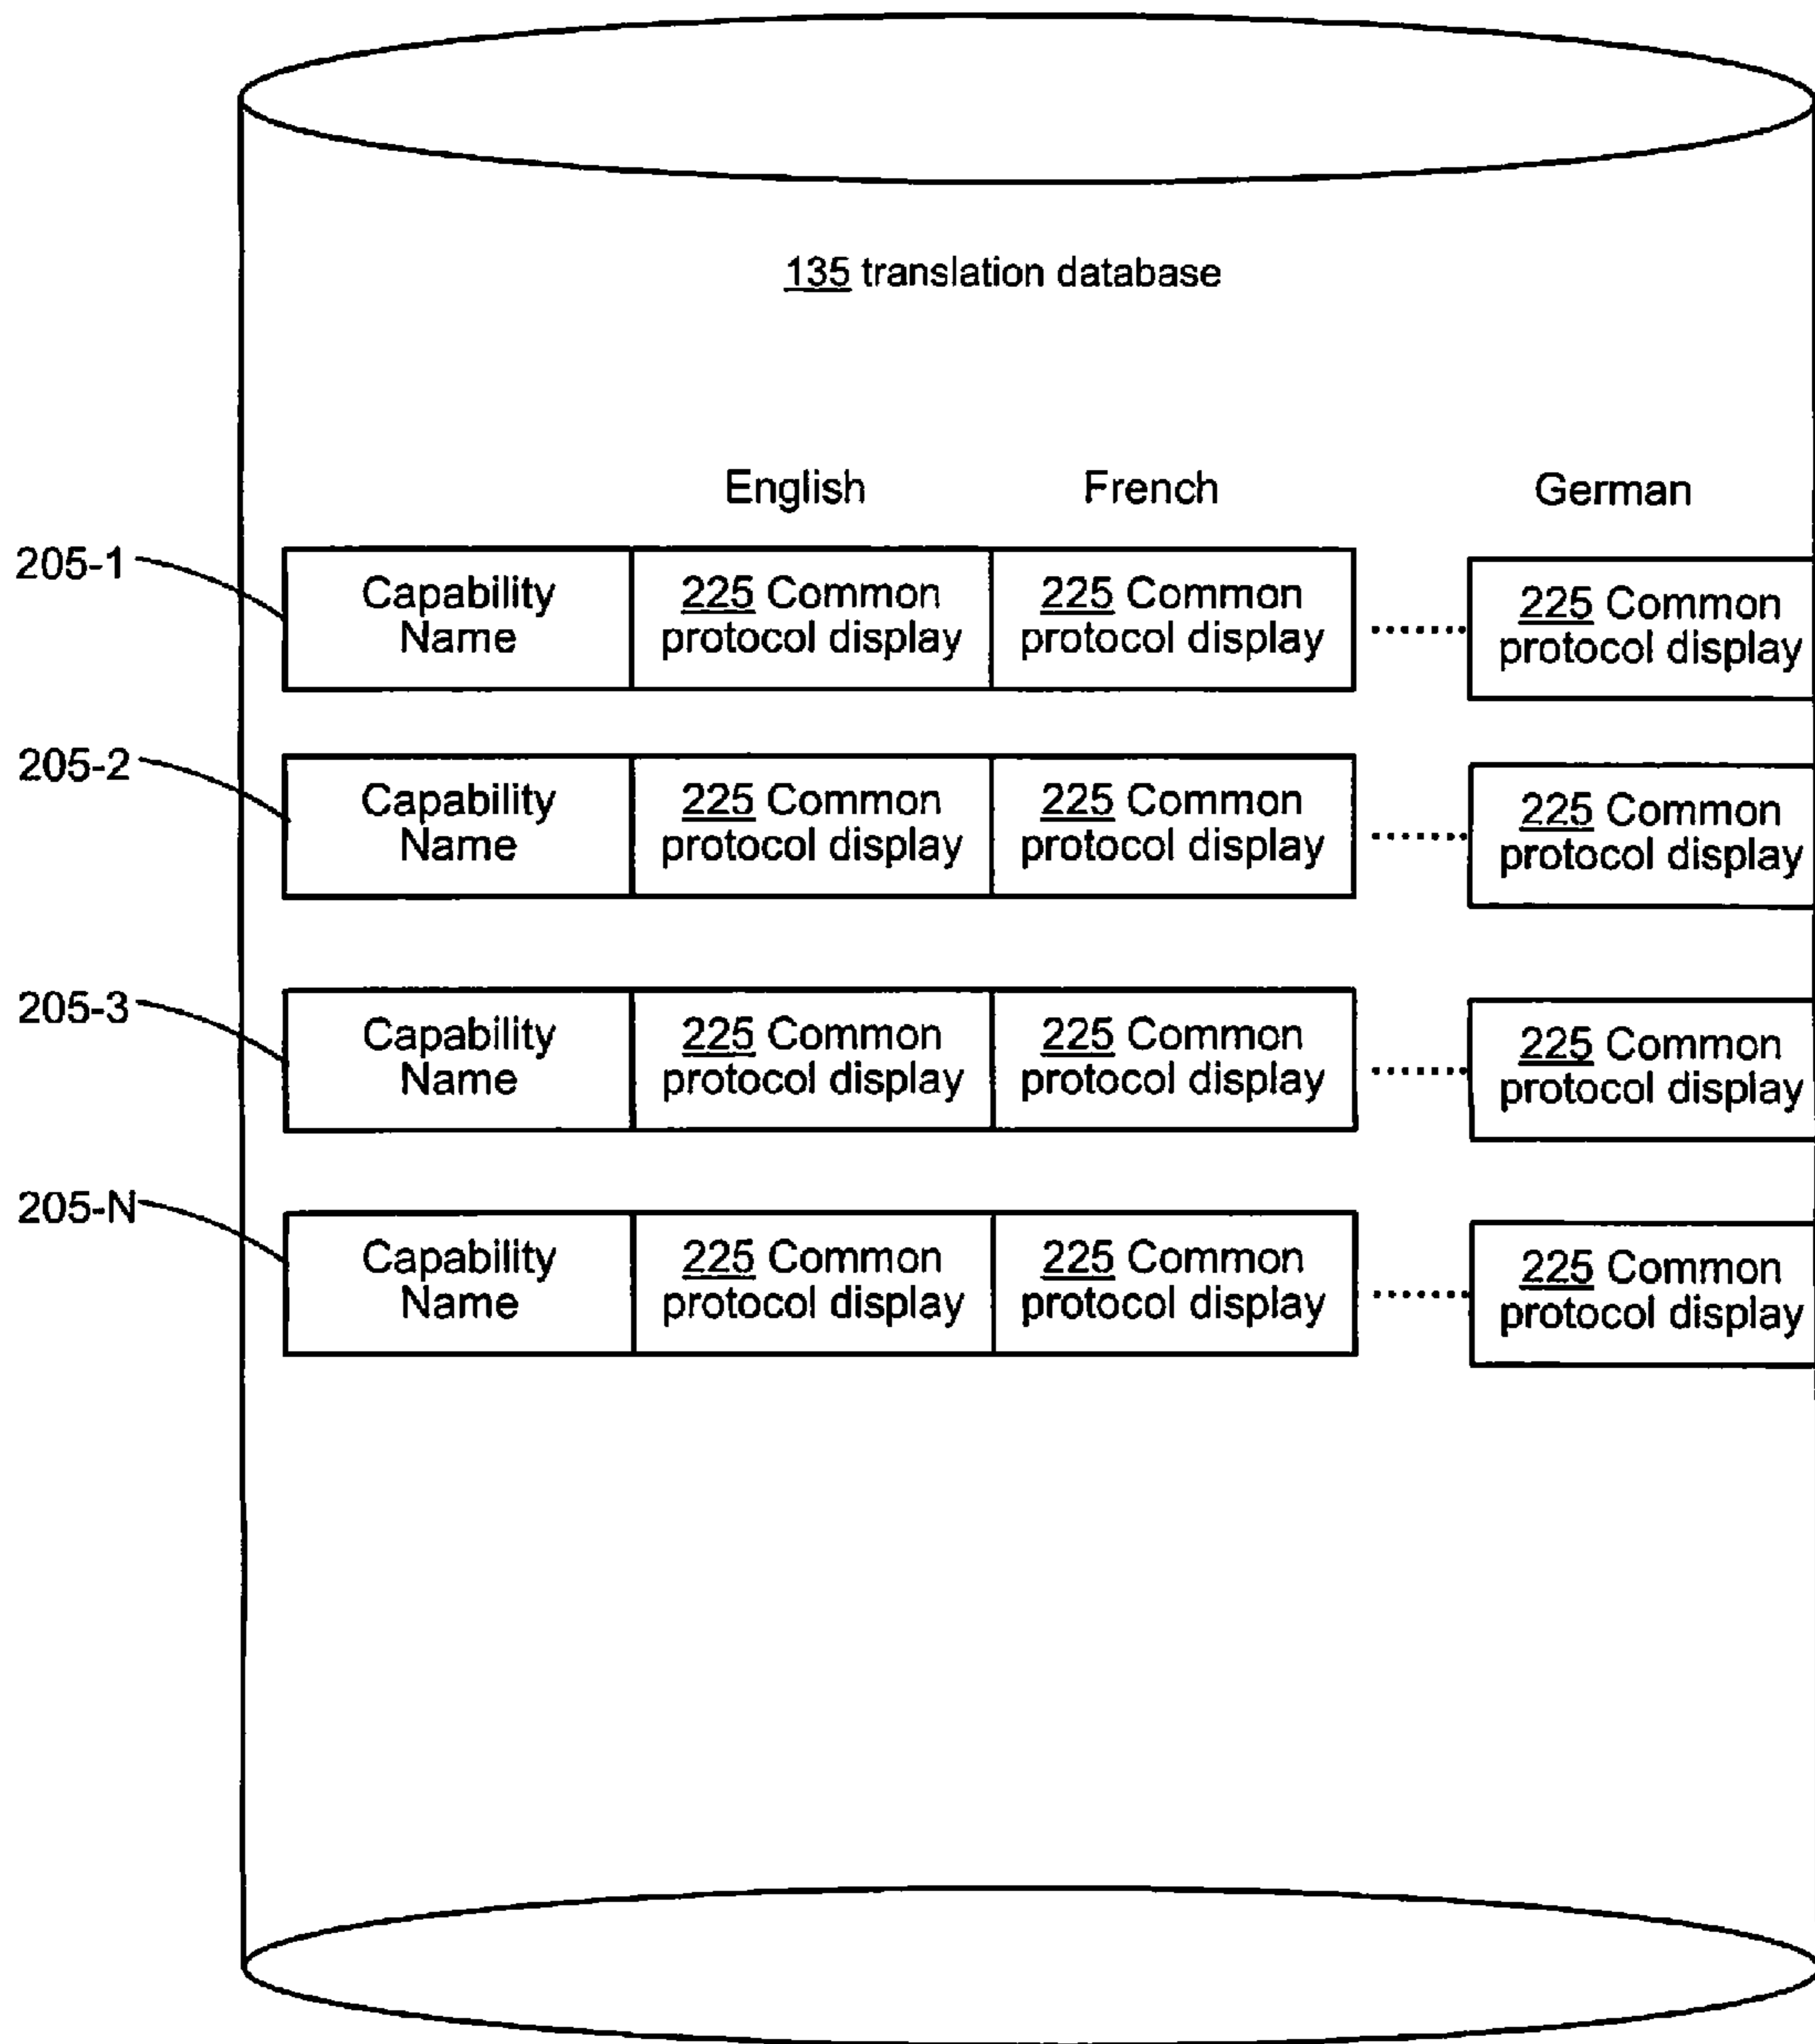 135 translation database
English French German
205-1
Capability Name
225 Common protocol display
225 Common protocol display
225 Common protocol display
205-2
Capability Name
225 Common protocol display
225 Common protocol display
225 Common protocol display
205-3
Capability Name
225 Common protocol display
225 Common protocol display
225 Common protocol display
205-N
Capability Name
225 Common protocol display
225 Common protocol display
225 Common protocol display